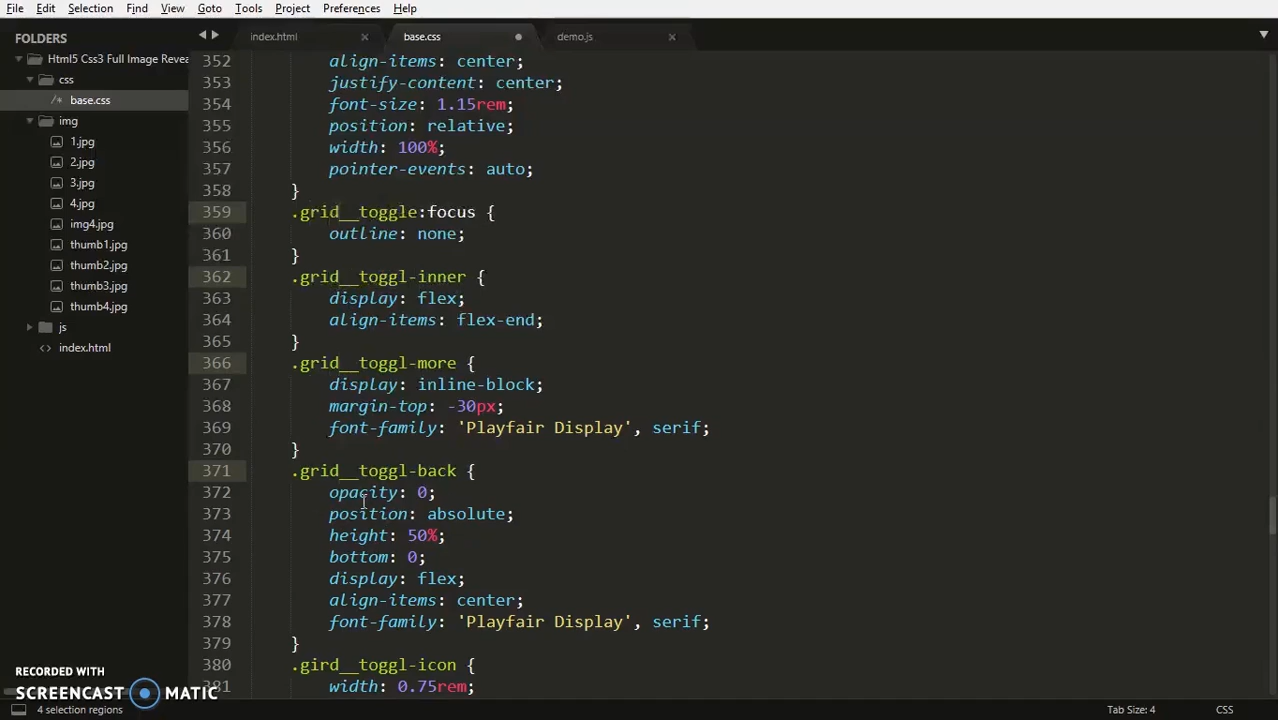 File Edit Selection Find View Goto Tools Project Preferences Help
FOLDERS
Html5 Css3 Full Image Revea
css
/* base.css
img
1.jpg
2.jpg
3.jpg
4.jpg
img4.jpg
thumb1.jpg
thumb2.jpg
thumb3.jpg
thumb4.jpg
js
<> index.html
index.html base.css demo.js
352 align-items: center;
353 justify-content: center;
354 font-size: 1.15rem;
355 position: relative;
356 width: 100%;
357 pointer-events: auto;
358 }
359 .grid__toggle:focus {
360 outline: none;
361 }
362 .grid__toggl-inner {
363 display: flex;
364 align-items: flex-end;
365 }
366 .grid__toggl-more {
367 display: inline-block;
368 margin-top: -30px;
369 font-family: 'Playfair Display', serif;
370 }
371 .grid__toggl-back {
372 opacity: 0;
373 position: absolute;
374 height: 50%;
375 bottom: 0;
376 display: flex;
377 align-items: center;
378 font-family: 'Playfair Display', serif;
379 }
380 .gird__toggl-icon {
381 width: 0.75rem;
RECORDED WITH
SCREENCAST MATIC
4 selection regions Tab Size: 4 CSS